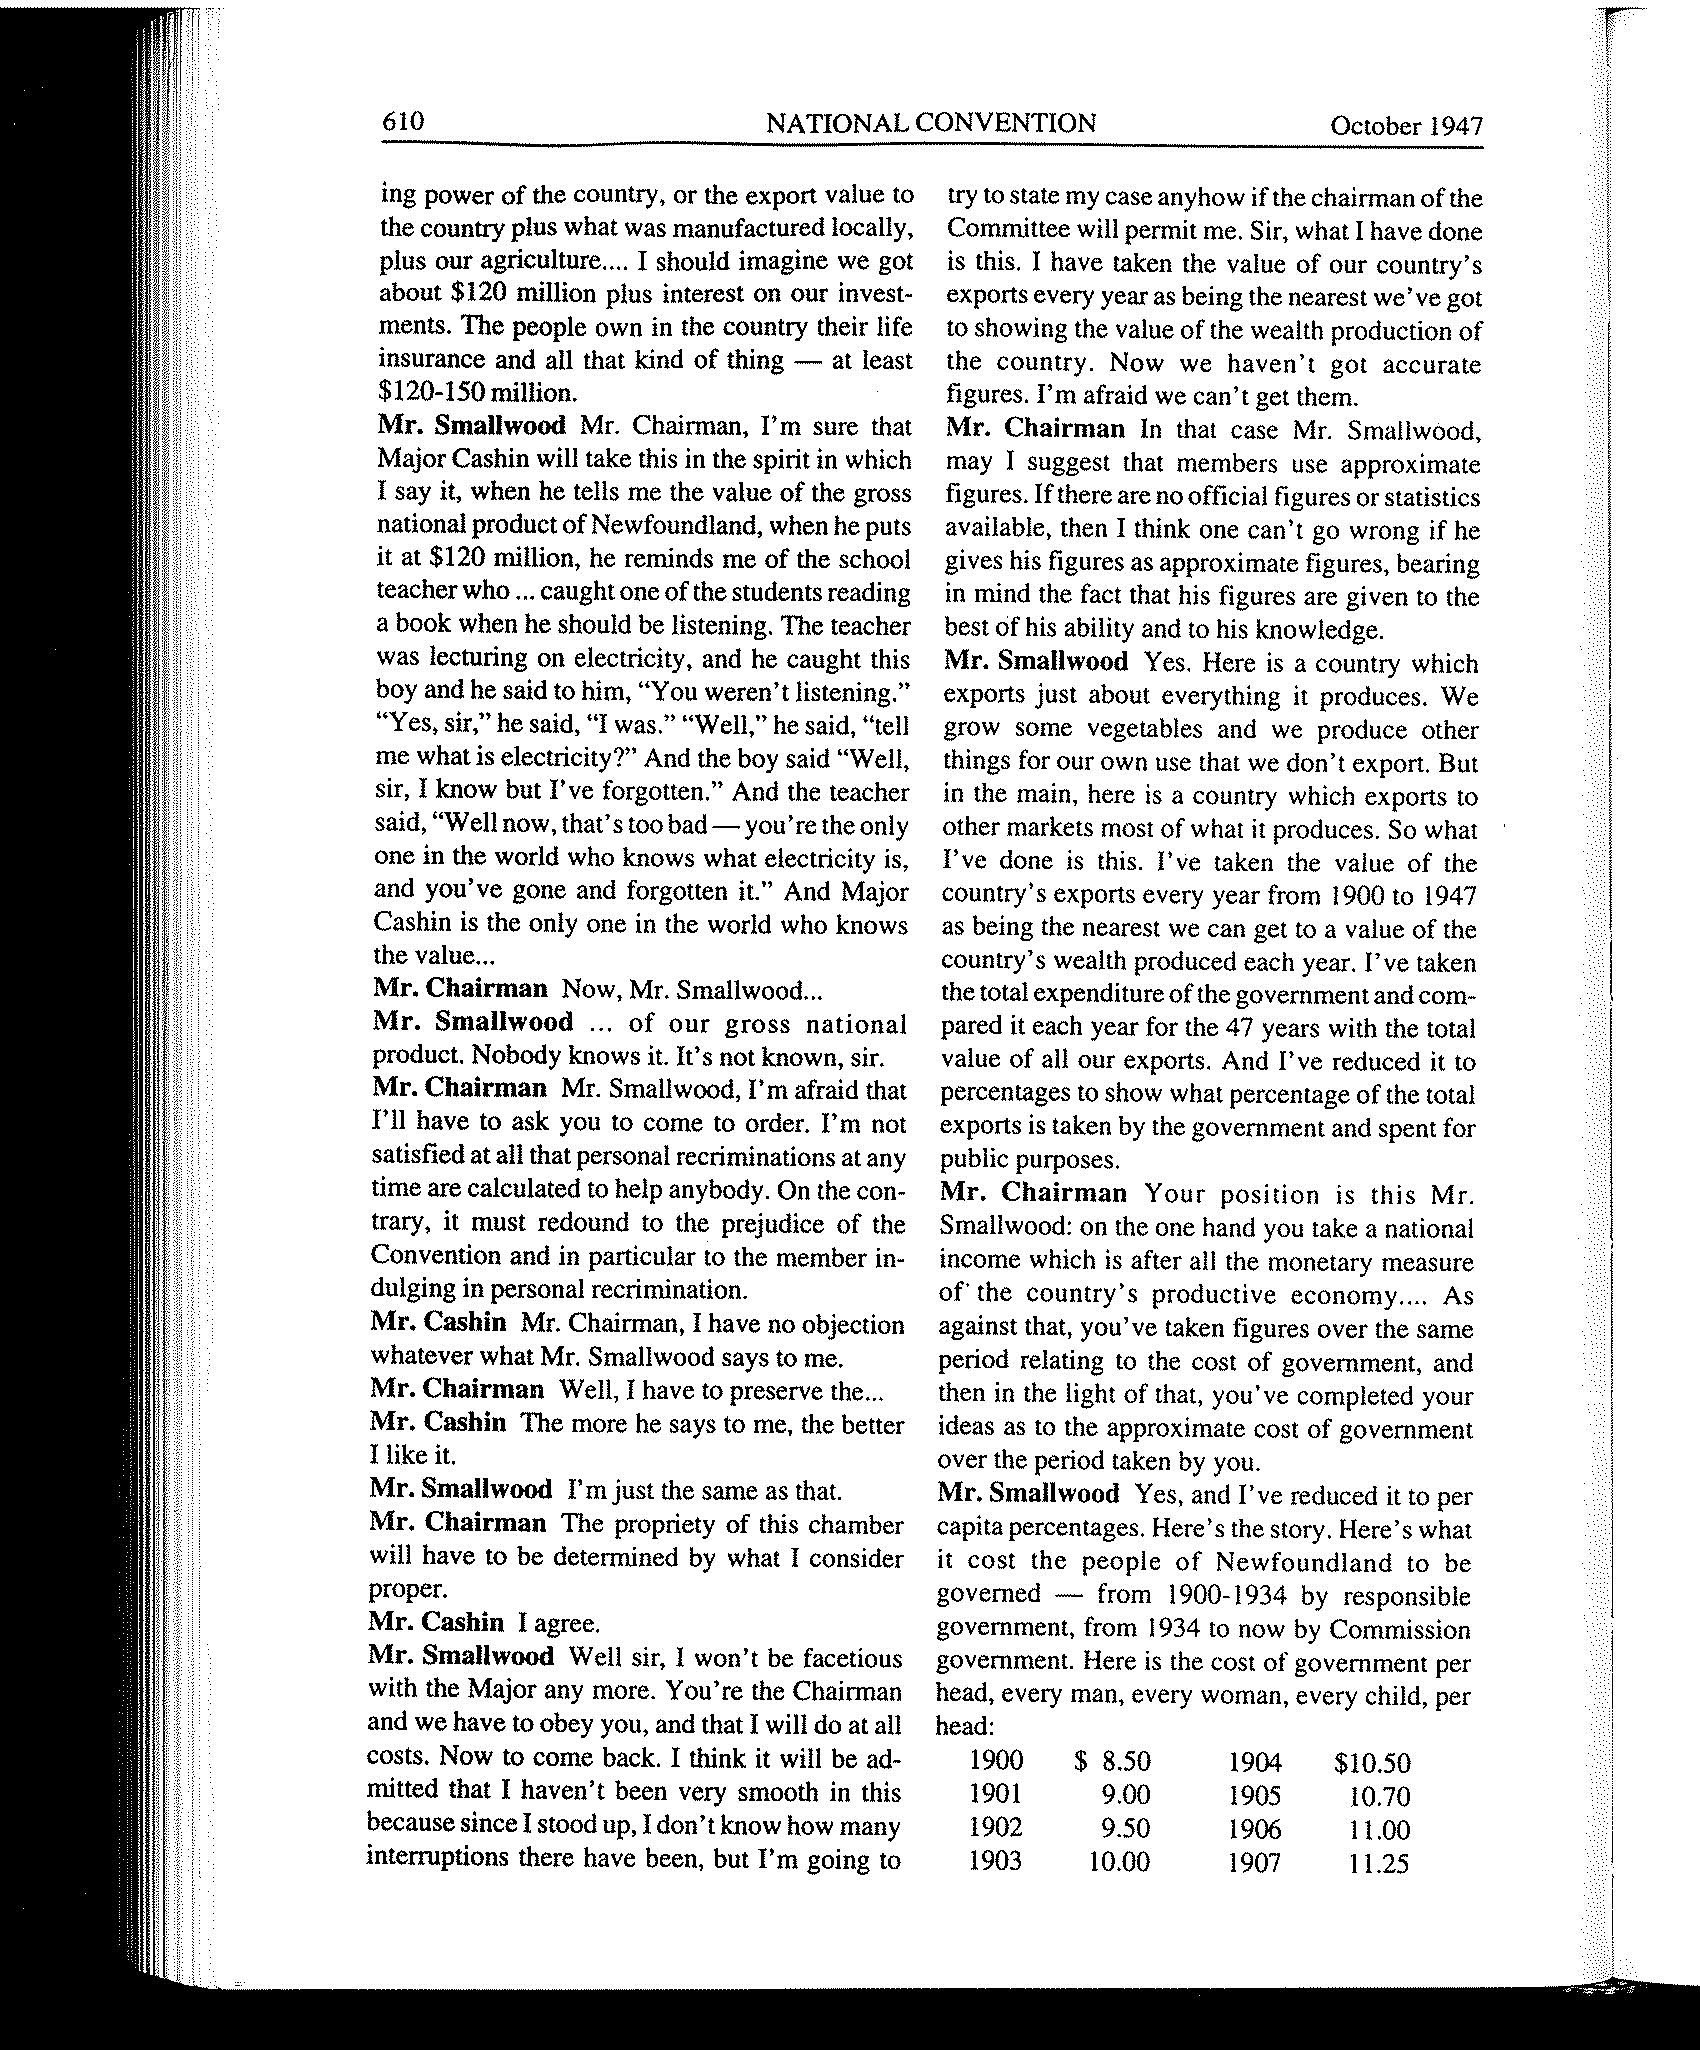 610 NATIONAL CONVENTION October 1947
ing power of the country, or the export value to
the country plus what was manufactured locally,
plus our agriculture.... I should imagine we got
about $120 million plus interest on our invest-
ments. The people own in the country their life
insurance and all that kind of thing — at least
$120-150 million.
Mr. Smallwood Mr. Chairman, I'm sure that
Major Cashin will take this in the spirit in which
I say it, when he tells me the value of the gross
national product of Newfoundland, when he puts
it at $120 million, he reminds me of the school
teacher who ... caught one of the students reading
a book when he should be listening. The teacher
was lecturing on electricity, and he caught this
boy and he said to him, “You weren't listening.”
“Yes, sir,” he said, “I was.” “Well,” he said, “tell
me what is electricity?” And the boy said “Well,
sir, I know but I've forgotten.” And the teacher
said, “Well now, that's too bad — you're the only
one in the world who knows what electricity is,
and you've gone and forgotten it.” And Major
Cashin is the only one in the world who knows
the value...
Mr. Chairman Now, Mr. Smallwood...
Mr. Smallwood ... of our gross national
product. Nobody knows it. It's not known, sir.
Mr. Chairman Mr. Smallwood, I'm afraid that
I'll have to ask you to come to order. I'm not
satisfied at all that personal recriminations at any
time are calculated to help anybody. On the con-
trary, it must redound to the prejudice of the
Convention and in particular to the member in-
dulging in personal recrimination.
Mr. Cashin Mr. Chairman, I have no objection
whatever what Mr. Smallwood says to me.
Mr. Chairman Well, I have to preserve the...
Mr. Cashin The more he says to me, the better
I like it.
Mr. Smallwood I'm just the same as that.
Mr. Chairman The propriety of this chamber
will have to be determined by what I consider
proper.
Mr. Cashin I agree.
Mr. Smallwood Well sir, I won't be facetious
with the Major any more. You're the Chairman
and we have to obey you, and that I will do at all
costs. Now to come back. I think it will be ad-
mitted that I haven't been very smooth in this
because since I stood up, I don't know how many
interruptions there have been, but I'm going to
try to state my case anyhow if the chairman of the
Committee will permit me. Sir, what I have done
is this. I have taken the value of our country's
exports every year as being the nearest we've got
to showing the value of the wealth production of
the country. Now we haven't got accurate
figures. I'm afraid we can't get them.
Mr. Chairman In that case Mr. Smallwood,
may I suggest that members use approximate
figures. If there are no official figures or statistics
available, then I think one can't go wrong if he
gives his figures as approximate figures, bearing
in mind the fact that his figures are given to the
best of his ability and to his knowledge.
Mr. Smallwood Yes. Here is a country which
exports just about everything it produces. We
grow some vegetables and we produce other
things for our own use that we don't export. But
in the main, here is a country which exports to
other markets most of what it produces. So what
I've done is this. I've taken the value of the
country's exports every year from 1900 to 1947
as being the nearest we can get to a value of the
country's wealth produced each year. I've taken
the total expenditure of the government and com-
pared it each year for the 47 years with the total
value of all our exports. And I've reduced it to
percentages to show what percentage of the total
exports is taken by the government and spent for
public purposes.
Mr. Chairman Your position is this Mr.
Smallwood: on the one hand you take a national
income which is after all the monetary measure
of the country's productive economy.... As
against that, you've taken figures over the same
period relating to the cost of government, and
then in the light of that, you've completed your
ideas as to the approximate cost of government
over the period taken by you.
Mr. Smallwood Yes, and I've reduced it to per
capita percentages. Here's the story. Here's what
it cost the people of Newfoundland to be
governed — from 1900-1934 by responsible
government, from 1934 to now by Commission
government. Here is the cost of government per
head, every man, every woman, every child, per
head:
1900 $ 8.50 1904 $10.50
1901 9.00 1905 10.70
1902 9.50 1906 11.00
1903 10.00 1907 11.25